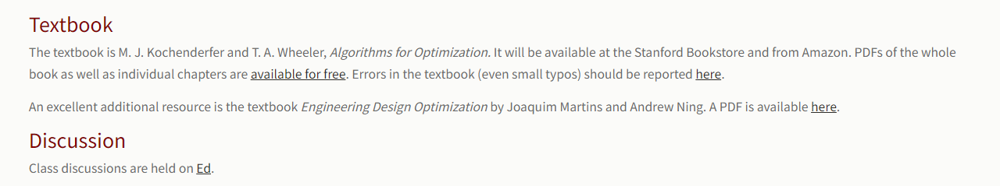 Textbook
The textbook is M. J. Kochenderfer and T. A. Wheeler, Algorithms for Optimization. It will be available at the Stanford Bookstore and from Amazon. PDFs of the whole
book as well as individual chapters are available for free. Errors in the textbook (even small typos) should be reported here.
An excellent additional resource is the textbook Engineering Design Optimization by Joaquim Martins and Andrew Ning. A PDF is available here.
Discussion
Class discussions are held on Ed.